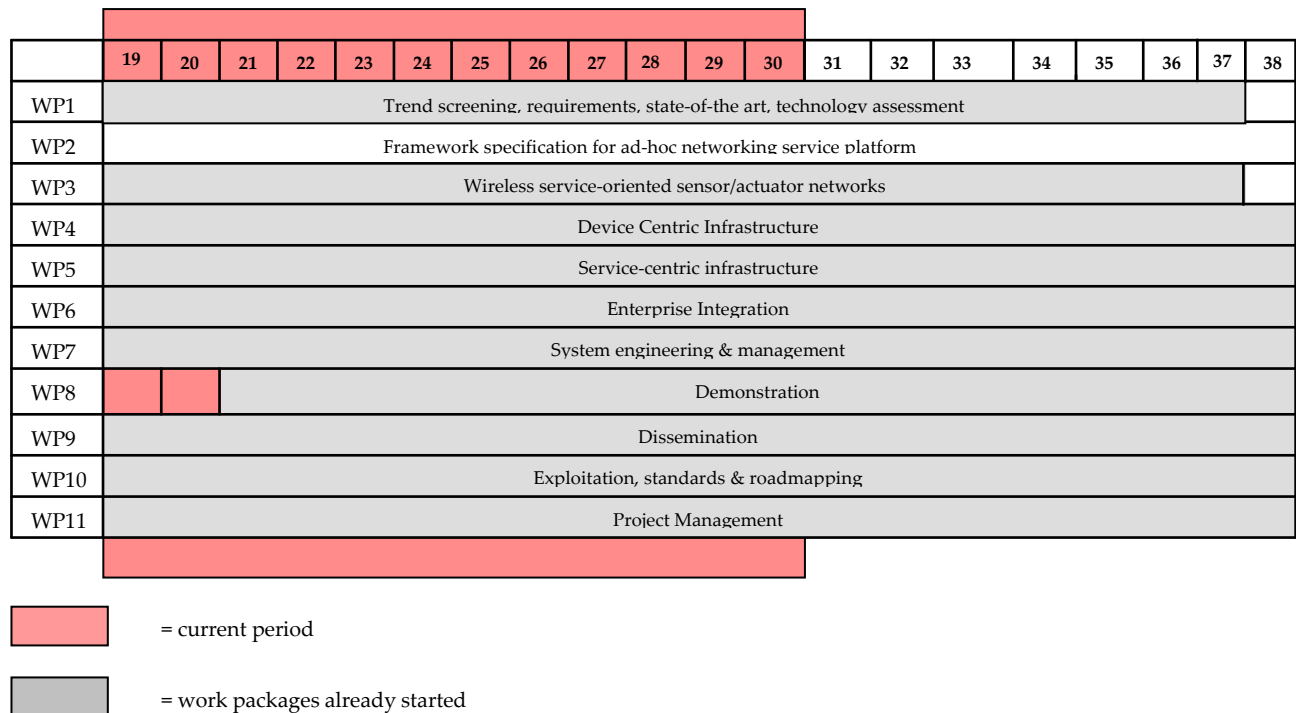 19 20 21 22 23 24 25 26 27 28 29 30 31 32 33 34 35 36 37 38
WP1 Trend screening, requirements, state-of-the art, technology assessment
WP2 Framework specification for ad-hoc networking service platform
WP3 Wireless service-oriented sensor/actuator networks
WP4 Device Centric Infrastructure
WP5 Service-centric infrastructure
WP6 Enterprise Integration
WP7 System engineering & management
WP8 Demonstration
WP9 Dissemination
WP10 Exploitation, standards & roadmapping
WP11 Project Management
= current period
= work packages already started